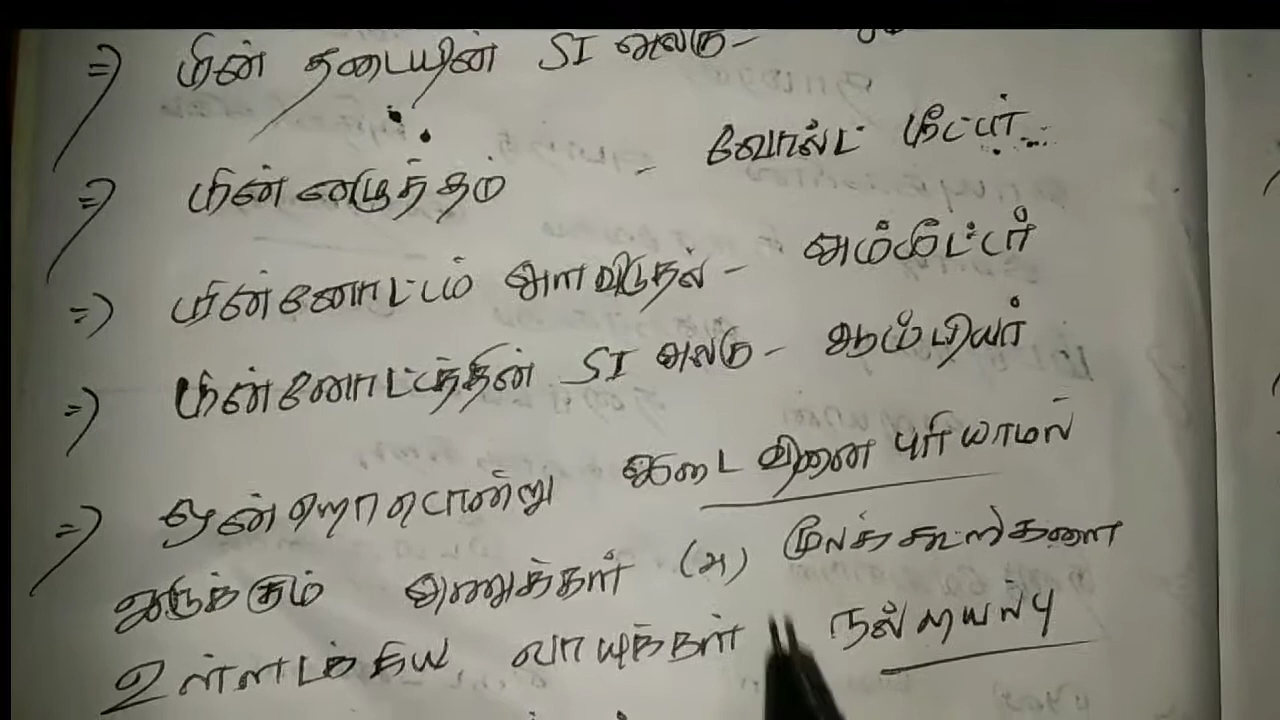 => மின் தடையின் SI அலகு -
=> மின்னழுத்தம் - வோல்ட் மீட்டர்
=> மின்னோட்டம் அளவிடுதல் - அம்மீட்டர்
=> மின்னோட்டத்தின் SI அலகு - ஆம்பியர்
=> ஒன்றொடொன்று இடைவினை புரியாமல்
இருக்கும் அணுக்கள் (அ) மூலக்கூறுகளை
உள்ளடக்கிய வாயுக்கள் நல்லியல்பு